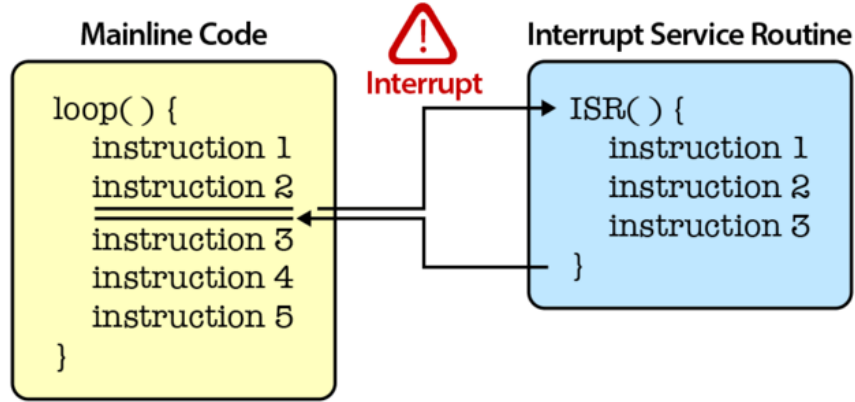 Mainline Code
loop( ) {
instruction 1
instruction 2
instruction 3
instruction 4
instruction 5
}
!
Interrupt
Interrupt Service Routine
ISR( ) {
instruction 1
instruction 2
instruction 3
}